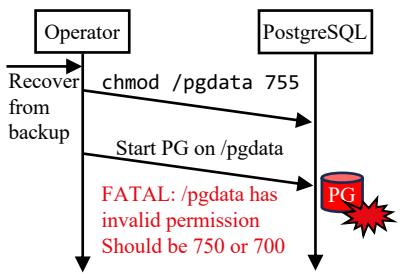 Operator
PostgreSQL
Recover
from
backup
chmod /pgdata 755
Start PG on /pgdata
PG
FATAL: /pgdata has
invalid permission
Should be 750 or 700